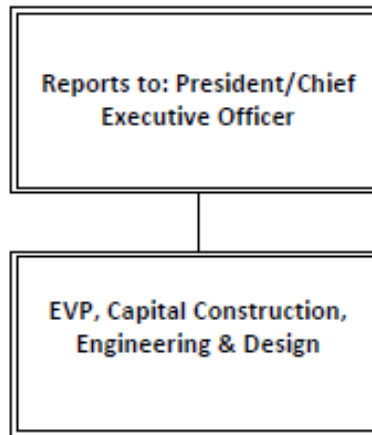 Reports to: President/Chief
Executive Officer
EVP, Capital Construction,
Engineering & Design